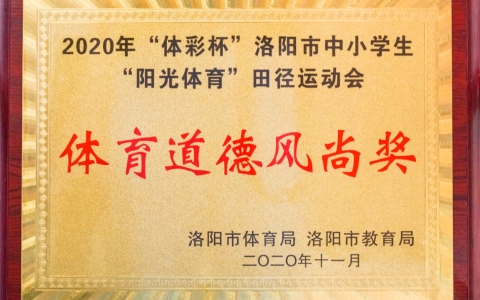 2020年“体彩杯”洛阳市中小学生
“阳光体育”田径运动会
体育道德风尚奖
洛阳市体育局 洛阳市教育局
二〇二〇年十一月